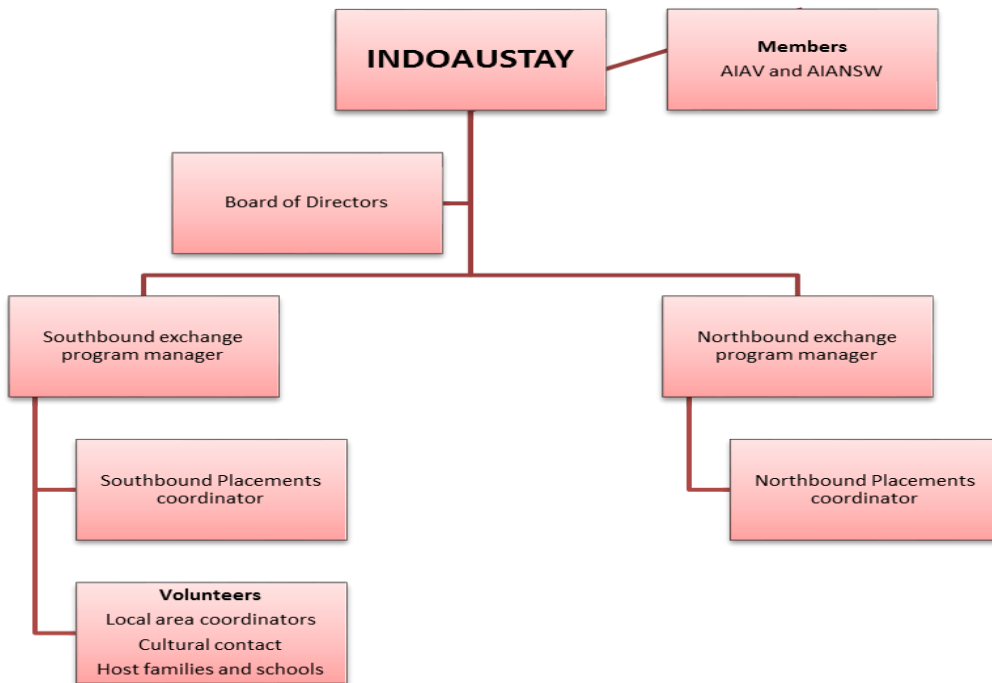 INDOAUSTAY
Members
AIAV and AIANSW
Board of Directors
Southbound exchange
program manager
Northbound exchange
program manager
Southbound Placements
coordinator
Northbound Placements
coordinator
Volunteers
Local area coordinators
Cultural contact
Host families and schools